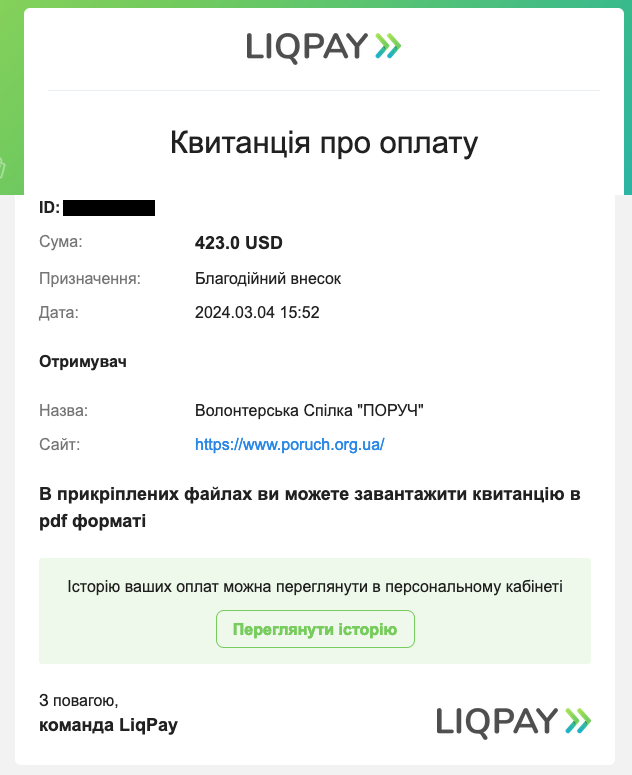 LIQPAY
Квитанція про оплату
ID:
Сума: 423.0 USD
Призначення: Благодійний внесок
Дата: 2024.03.04 15:52
Отримувач
Назва: Волонтерська Спілка "ПОРУЧ"
Сайт: https://www.poruch.org.ua/
В прикріплених файлах ви можете завантажити квитанцію в
pdf форматі
Історію ваших оплат можна переглянути в персональному кабінеті
Переглянути історію
З повагою,
команда LiqPay
LIQPAY